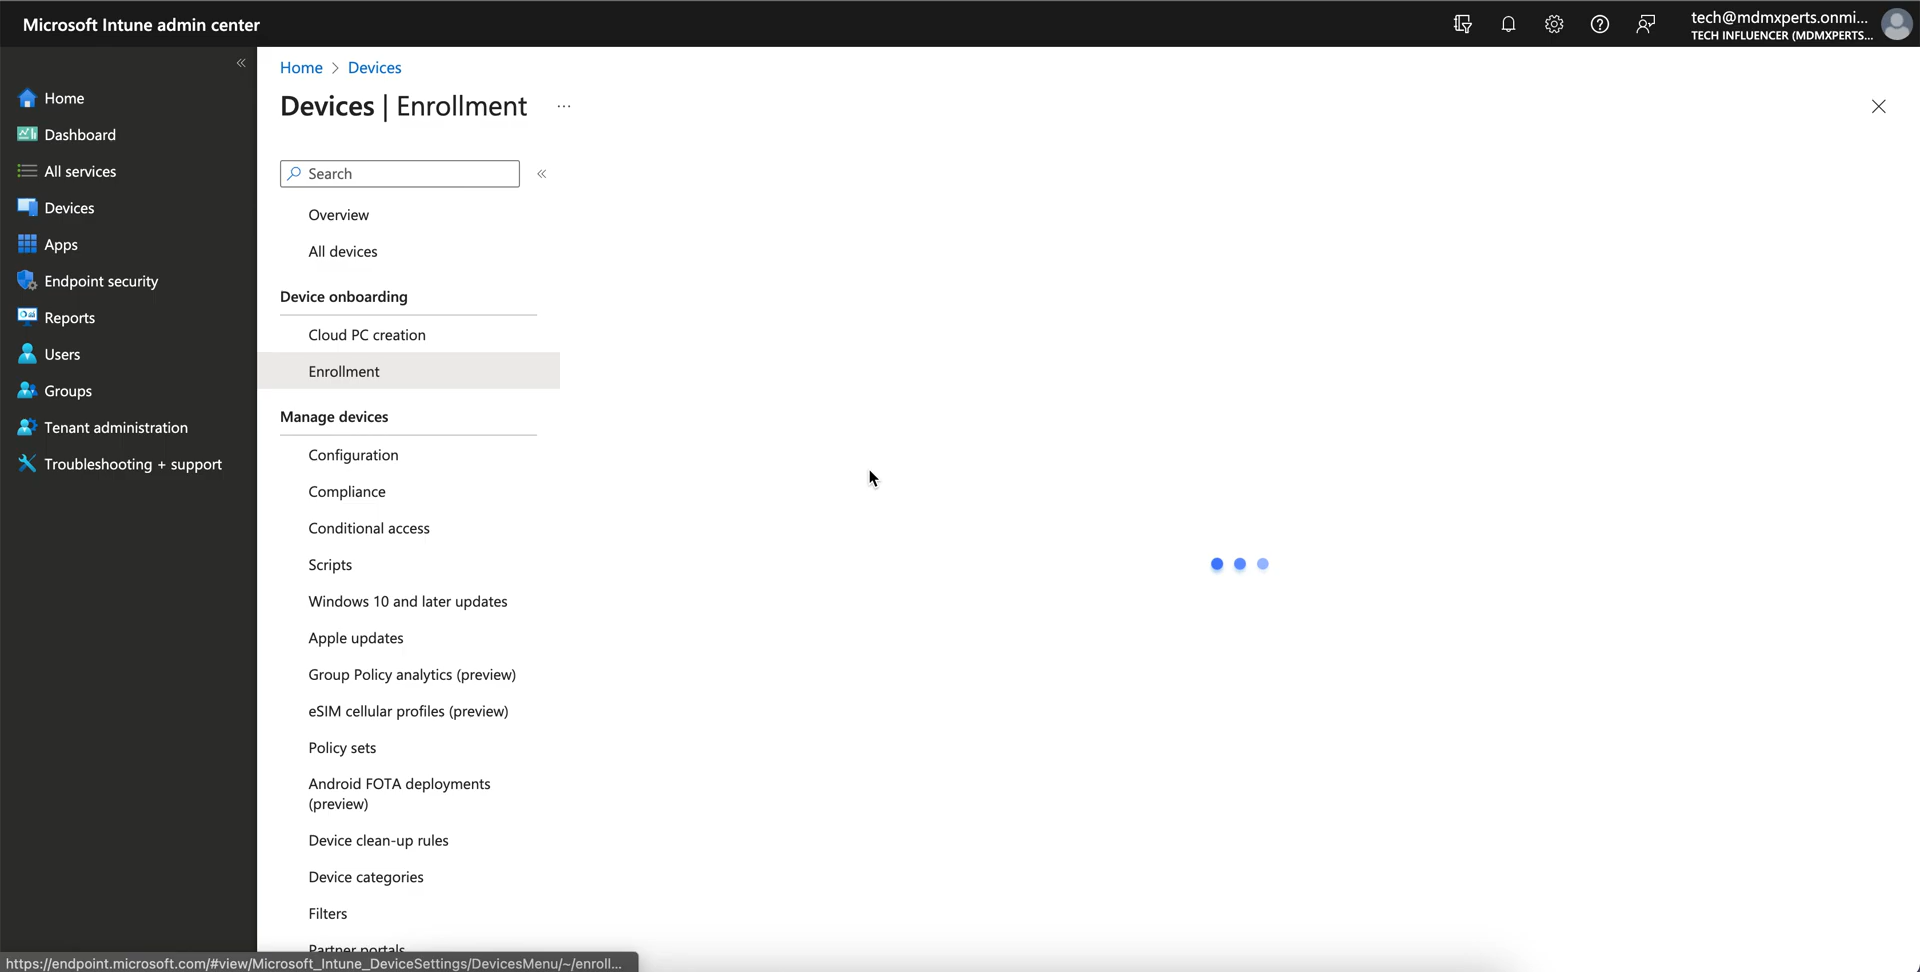 Microsoft Intune admin center
tech@mdmxperts.onmi...
TECH INFLUENCER (MDMXPERTS...
Home
Dashboard
All services
Devices
Apps
Endpoint security
Reports
Users
Groups
Tenant administration
Troubleshooting + support
Home > Devices
Devices | Enrollment ...
Search
Overview
All devices
Device onboarding
Cloud PC creation
Enrollment
Manage devices
Configuration
Compliance
Conditional access
Scripts
Windows 10 and later updates
Apple updates
Group Policy analytics (preview)
eSIM cellular profiles (preview)
Policy sets
Android FOTA deployments
(preview)
Device clean-up rules
Device categories
Filters
Partner portals
https://endpoint.microsoft.com/#view/Microsoft_Intune_DeviceSettings/DevicesMenu/~/enroll...